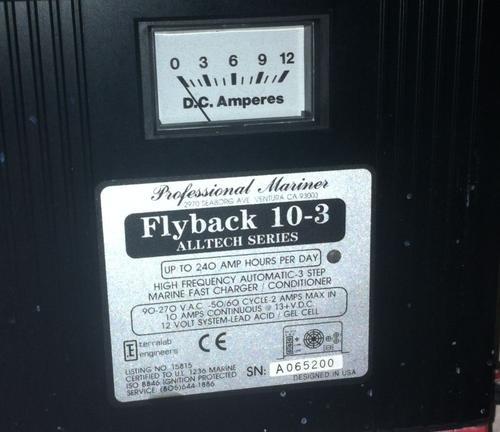 0 3 6 9 12
D.C. Amperes
Professional Mariner
2970 SEABORG AVE. VENTURA CA 93003
Flyback 10-3
ALLTECH SERIES
UP TO 240 AMP HOURS PER DAY
HIGH FREQUENCY AUTOMATIC-3 STEP
MARINE FAST CHARGER / CONDITIONER
90-270 V.A.C. -50/60 CYCLE-2 AMPS MAX IN
10 AMPS CONTINUOUS @ 13+V.D.C.
12 VOLT SYSTEM-LEAD ACID / GEL CELL
terralab
engineers
CE
LISTING NO. 15815
CERTIFIED TO U.L. 1236 MARINE
ISO 8846 IGNITION PROTECTED
SERVICE: (805)644-1886
SN: A065200
DESIGNED IN USA